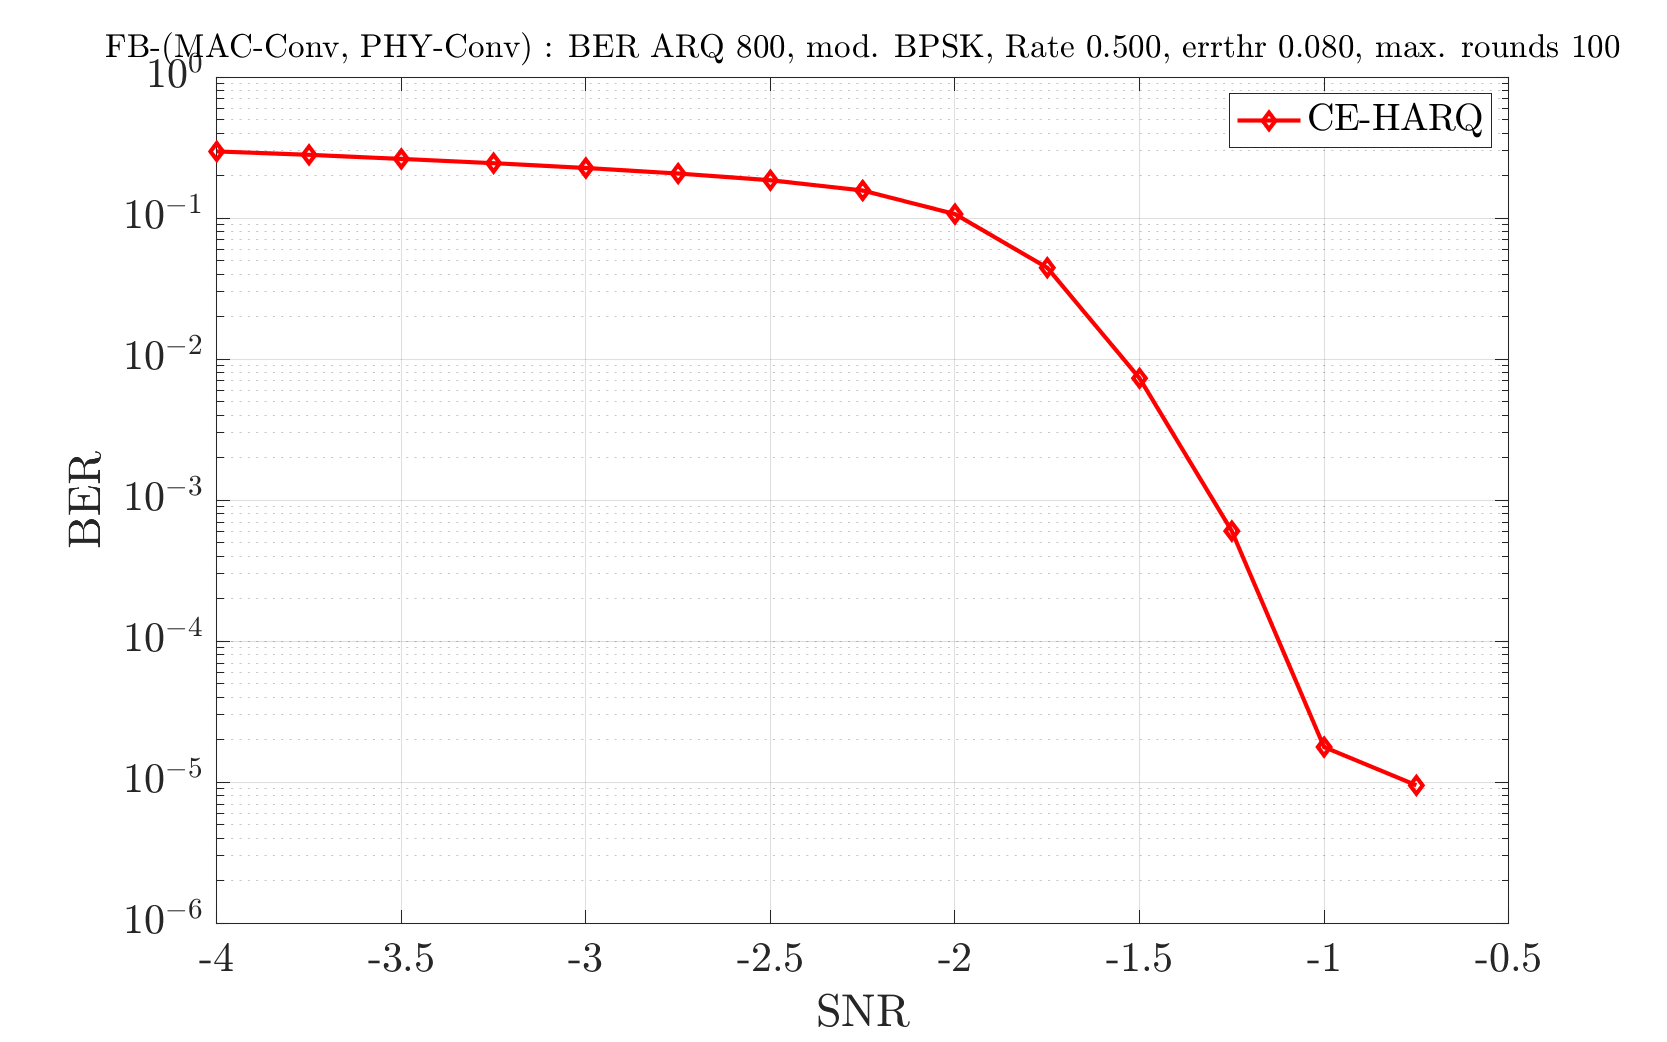 FB-(MAC-Conv, PHY-Conv) : BER ARQ 800, mod. BPSK, Rate 0.500, errthr 0.080, max. rounds 100
10^0
CE-HARQ
10^{-1}
10^{-2}
10^{-3}
10^{-4}
10^{-5}
10^{-6}
BER
-4 -3.5 -3 -2.5 -2 -1.5 -1 -0.5
SNR